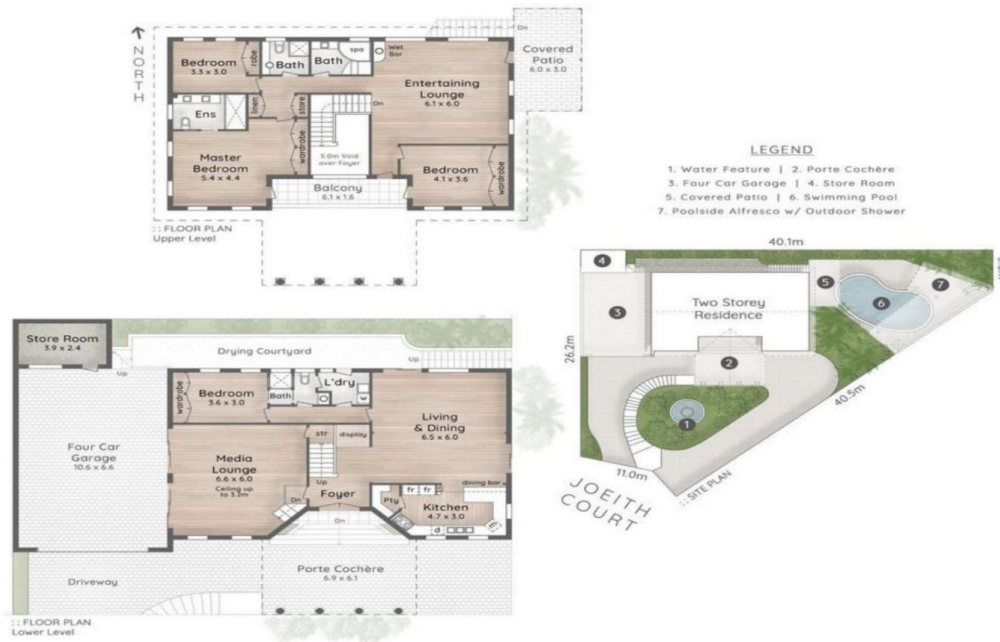 NORTH
Bedroom
3.3 x 3.0
robe
Bath
Bath
spa
Wet
Bar
Dn
Covered
Patio
6.0 x 3.0
Entertaining
Lounge
6.1 x 6.0
Ens
linen
store
Dn
wardrobe
5.0m Void
over Foyer
Master
Bedroom
5.4 x 4.4
Bedroom
4.1 x 3.6
wardrobe
Balcony
6.1 x 1.6
:: FLOOR PLAN
Upper Level
LEGEND
1. Water Feature | 2. Porte Cochère
3. Four Car Garage | 4. Store Room
5. Covered Patio | 6. Swimming Pool
7. Poolside Alfresco w/ Outdoor Shower
40.1m
4
5
6
7
3
Two Storey
Residence
2
26.2m
40.5m
1
11.0m
:: SITE PLAN
JOEITH
COURT
Store Room
3.9 x 2.4
Up
Drying Courtyard
Up
wardrobe
Bedroom
3.6 x 3.0
Bath
L'dry
w
Living
& Dining
6.5 x 6.0
str
display
Four Car
Garage
10.6 x 6.6
Media
Lounge
6.6 x 6.0
Ceiling up
to 3.2m
Up
Dn
Foyer
Dn
fr
fr
dining bar
Pty
Kitchen
4.7 x 3.0
d
m
Driveway
Porte Cochère
6.9 x 6.1
:: FLOOR PLAN
Lower Level